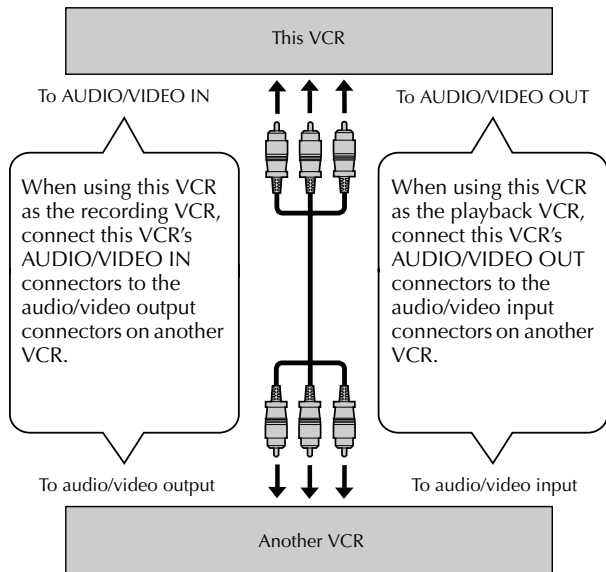 This VCR
To AUDIO/VIDEO IN
To AUDIO/VIDEO OUT
When using this VCR
as the recording VCR,
connect this VCR's
AUDIO/VIDEO IN
connectors to the
audio/video output
connectors on another
VCR.
When using this VCR
as the playback VCR,
connect this VCR's
AUDIO/VIDEO OUT
connectors to the
audio/video input
connectors on another
VCR.
To audio/video output
To audio/video input
Another VCR